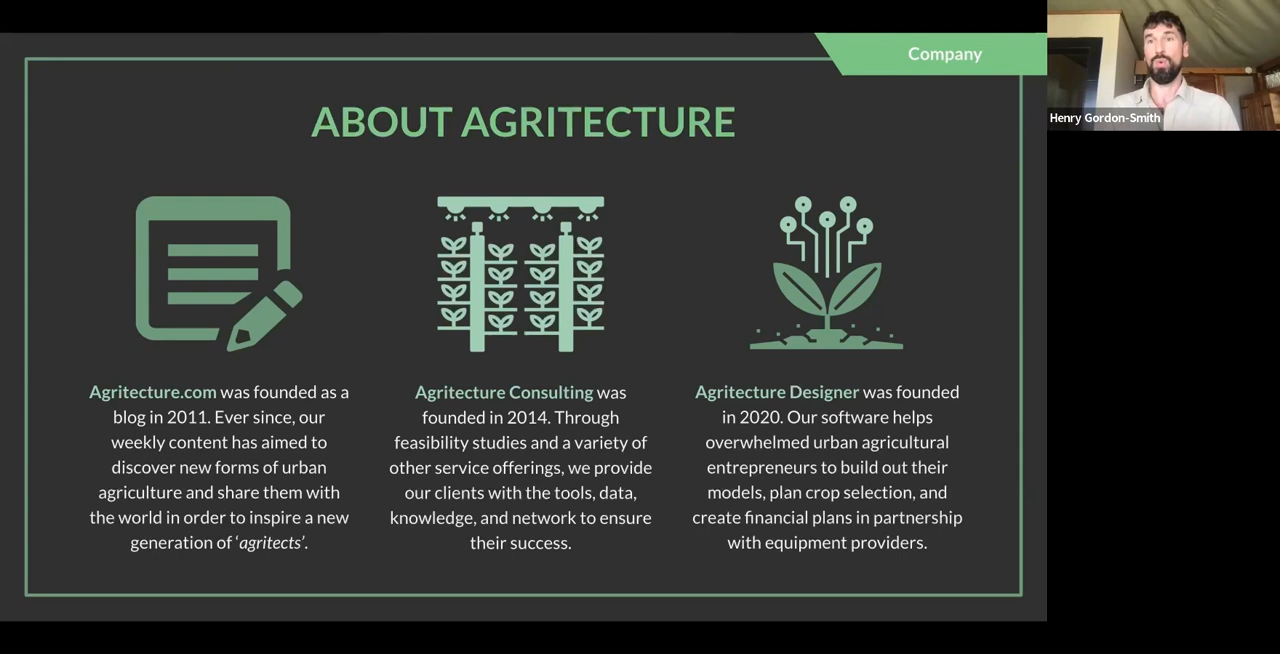 Company
Henry Gordon-Smith
ABOUT AGRITECTURE
Agritecture.com was founded as a
blog in 2011. Ever since, our
weekly content has aimed to
discover new forms of urban
agriculture and share them with
the world in order to inspire a new
generation of ‘agritects’.
Agritecture Consulting was
founded in 2014. Through
feasibility studies and a variety of
other service offerings, we provide
our clients with the tools, data,
knowledge, and network to ensure
their success.
Agritecture Designer was founded
in 2020. Our software helps
overwhelmed urban agricultural
entrepreneurs to build out their
models, plan crop selection, and
create financial plans in partnership
with equipment providers.